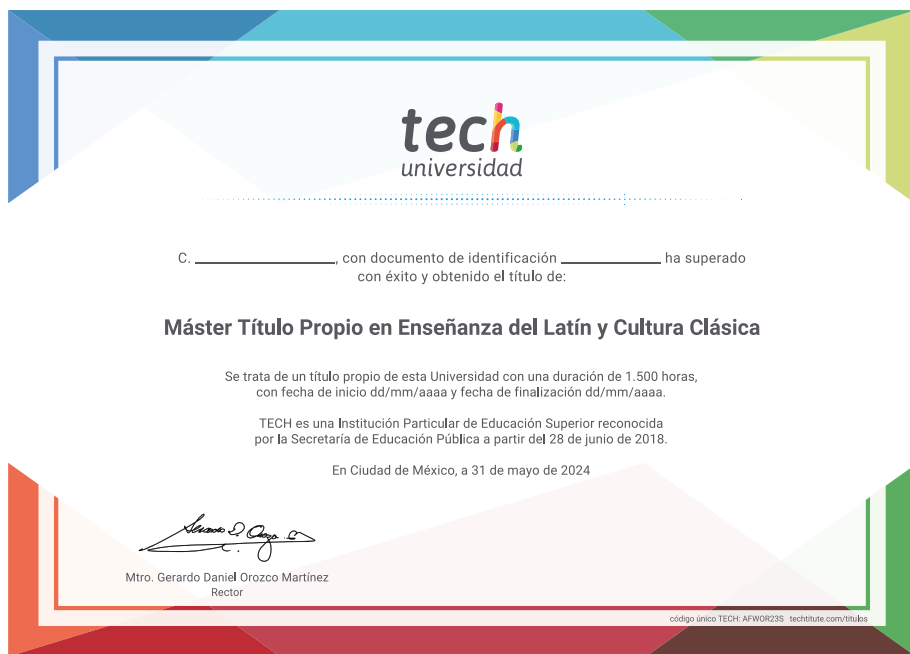 tech
universidad
C. ____________, con documento de identificación _________ ha superado
con éxito y obtenido el título de:
Máster Título Propio en Enseñanza del Latín y Cultura Clásica
Se trata de un título propio de esta Universidad con una duración de 1.500 horas,
con fecha de inicio dd/mm/aaaa y fecha de finalización dd/mm/aaaa.
TECH es una Institución Particular de Educación Superior reconocida
por la Secretaría de Educación Pública a partir del 28 de junio de 2018.
En Ciudad de México, a 31 de mayo de 2024
Mtro. Gerardo Daniel Orozco Martínez
Rector
código único TECH: AFWOR23S techtitute.com/titulos